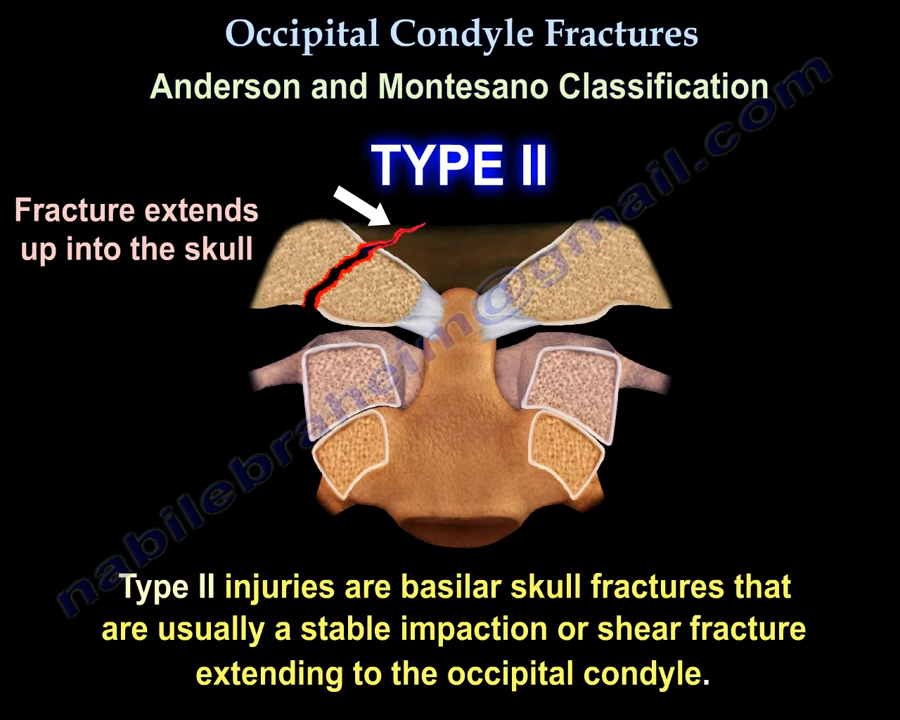 Occipital Condyle Fractures
Anderson and Montesano Classification
TYPE II
Fracture extends
up into the skull
nabilebraheim@gmail.com
Type II injuries are basilar skull fractures that
are usually a stable impaction or shear fracture
extending to the occipital condyle.